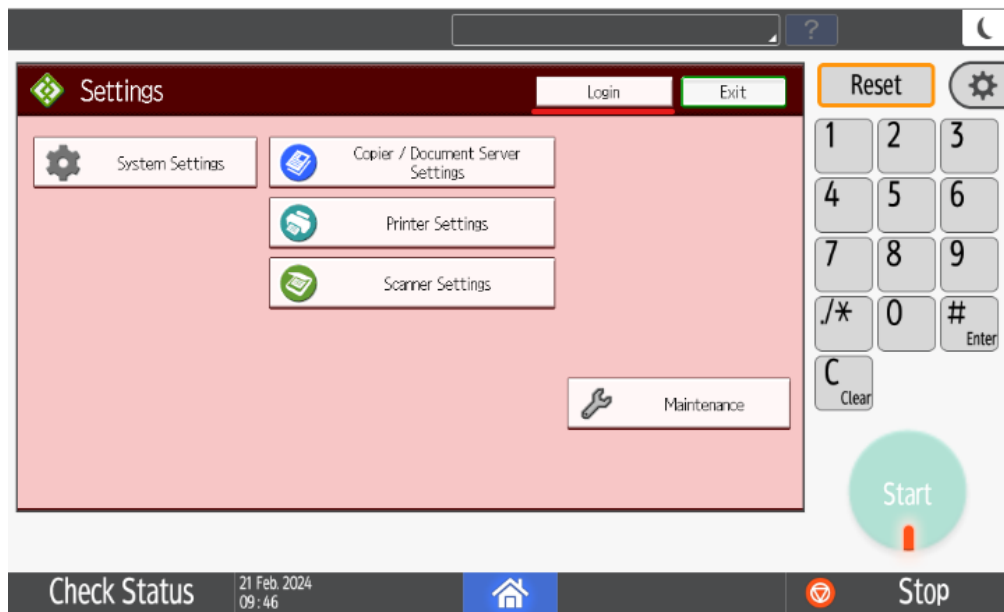 ?
Settings
Login
Exit
Reset
System Settings
Copier / Document Server
Settings
Printer Settings
Scanner Settings
Maintenance
1 2 3
4 5 6
7 8 9
./* 0 #
Enter
C
Clear
Start
Check Status
21 Feb. 2024
09:46
Stop